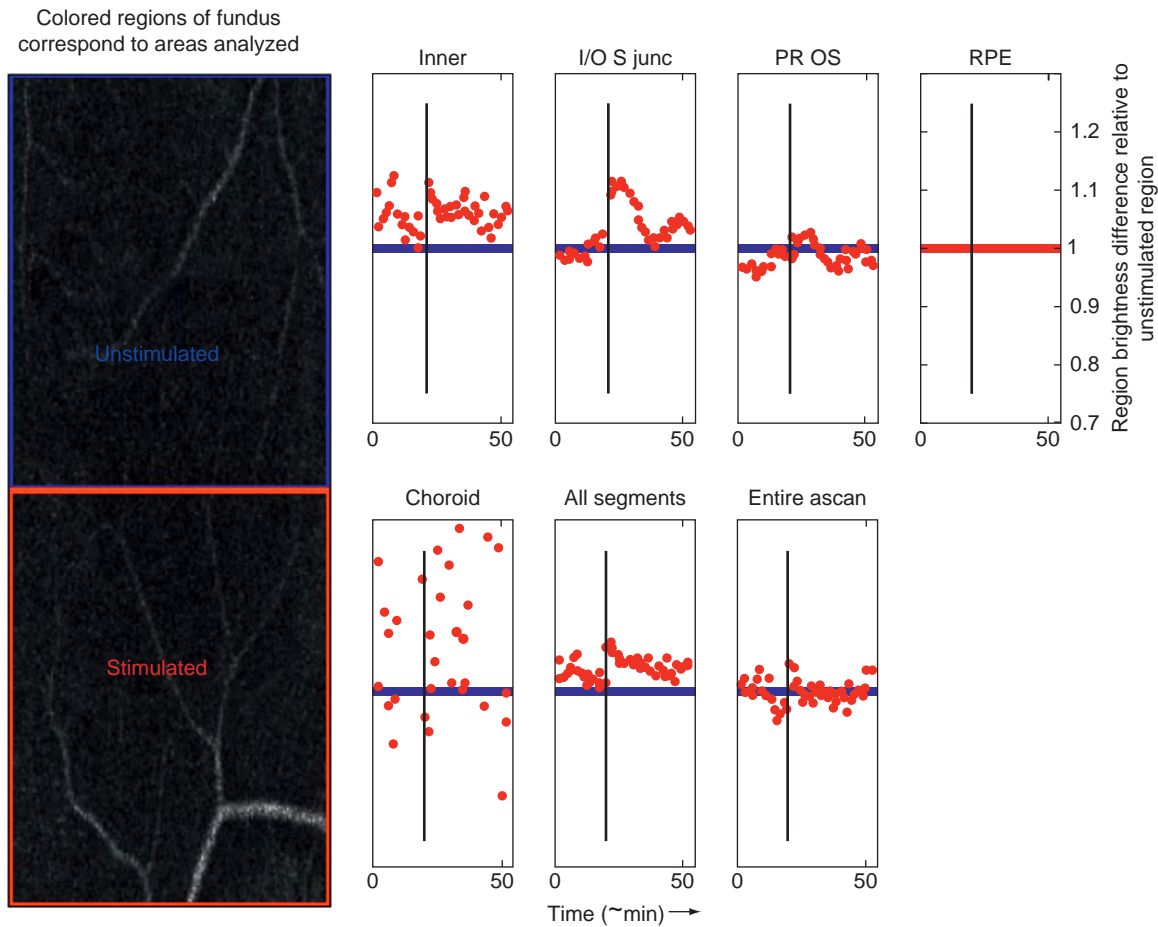 Colored regions of fundus
correspond to areas analyzed
Unstimulated
Stimulated
Inner
I/O S junc
PR OS
RPE
0
50
0
50
0
50
0
50
1.2
1.1
1
0.9
0.8
0.7
Region brightness difference relative to
unstimulated region
Choroid
All segments
Entire ascan
0
50
0
50
0
50
Time (~min)